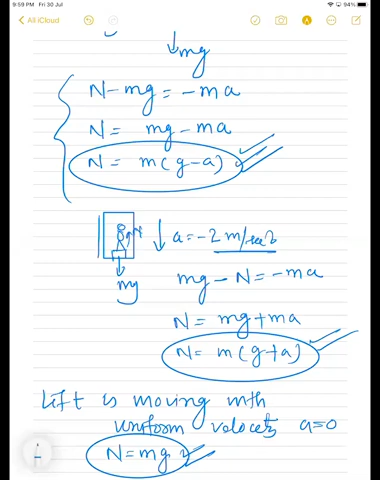 9:59 PM Fri 30 Jul
94%
All iCloud
mg
N - mg = - ma
N = mg - ma
N = m(g-a)
N
a = -2 m/sec2
mg
mg - N = - ma
N = mg + ma
N = m(g+a)
Lift is moving with
uniform velocity a=0
N = mg